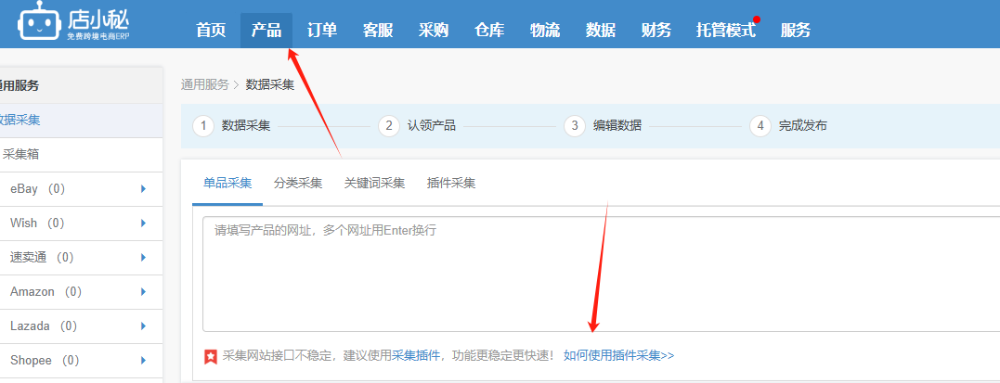 店小秘
免费跨境电商ERP
首页 产品 订单 客服 采购 仓库 物流 数据 财务 托管模式 服务
通用服务
数据采集
采集箱
eBay (0)
Wish (0)
速卖通 (0)
Amazon (0)
Lazada (0)
Shopee (0)
通用服务 > 数据采集
1 数据采集 2 认领产品 3 编辑数据 4 完成发布
单品采集 分类采集 关键词采集 插件采集
请填写产品的网址，多个网址用Enter换行
采集网站接口不稳定，建议使用采集插件，功能更稳定更快速！ 如何使用插件采集>>